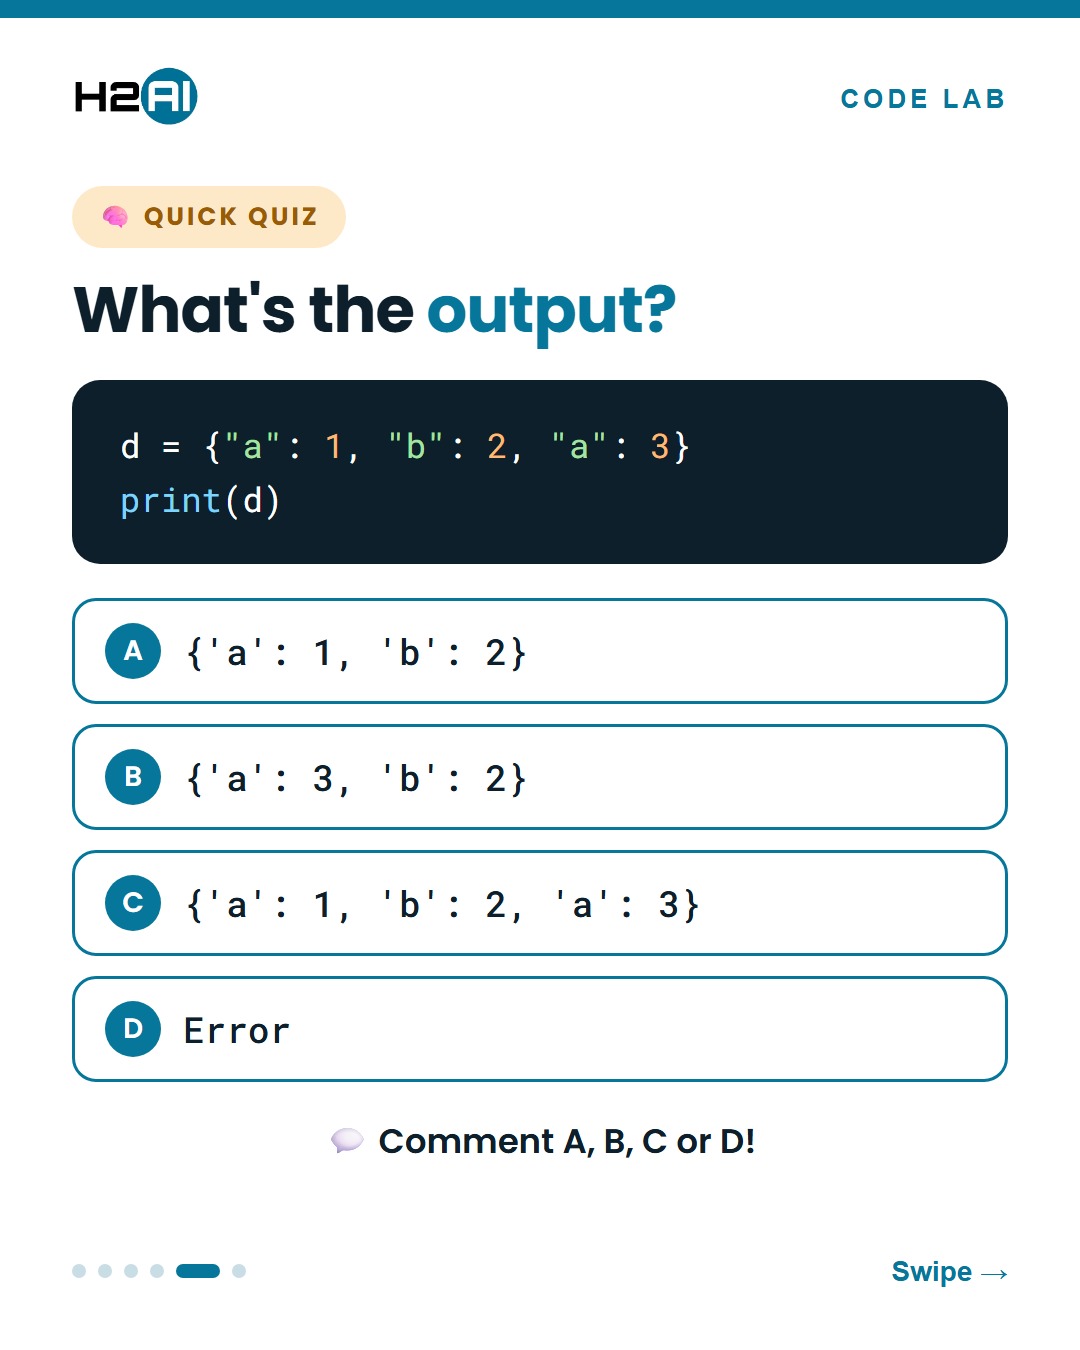 H2AI
CODE LAB
QUICK QUIZ
What's the output?
d = {"a": 1, "b": 2, "a": 3}
print(d)
A {'a': 1, 'b': 2}
B {'a': 3, 'b': 2}
C {'a': 1, 'b': 2, 'a': 3}
D Error
Comment A, B, C or D!
Swipe →